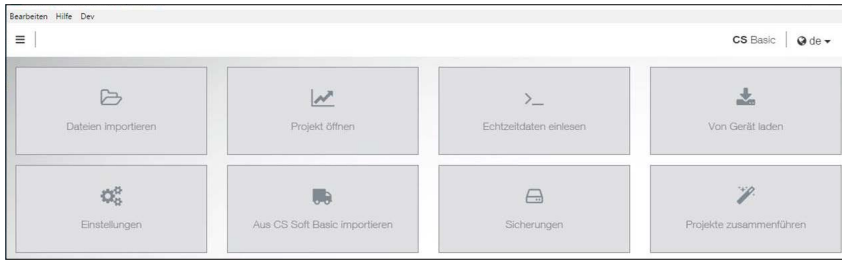 Bearbeiten Hilfe Dev
CS Basic de
Dateien importieren
Projekt öffnen
Echtzeitdaten einlesen
Von Gerät laden
Einstellungen
Aus CS Soft Basic importieren
Sicherungen
Projekte zusammenführen